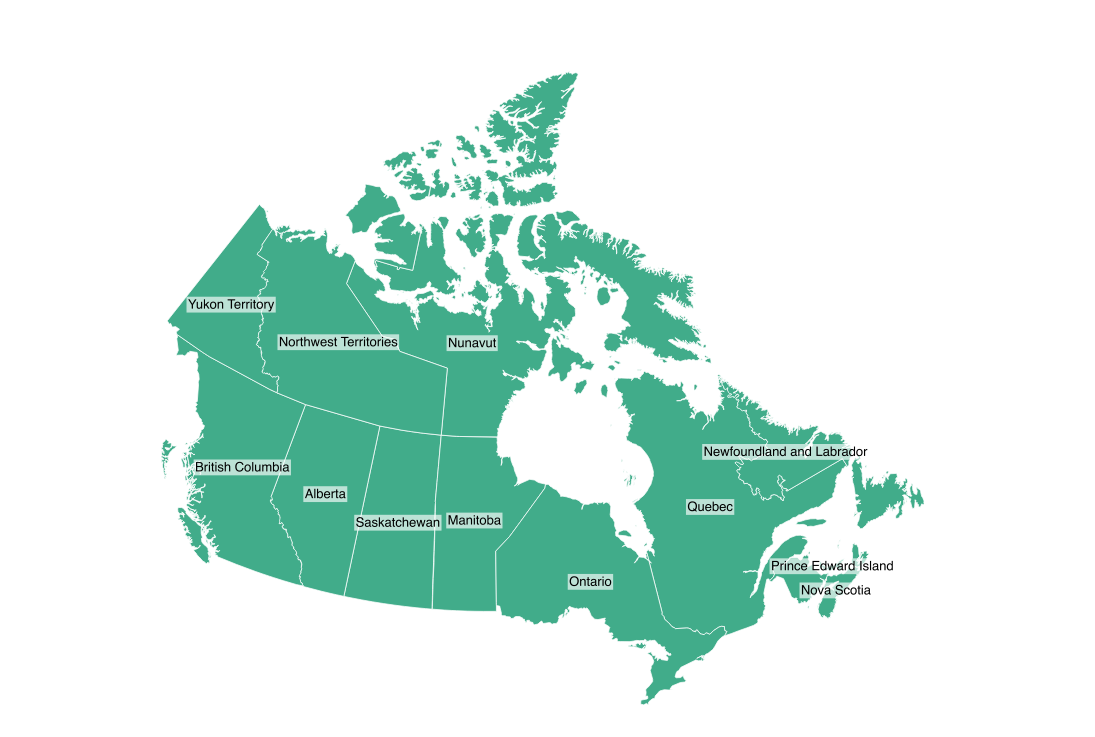 Yukon Territory
Northwest Territories
Nunavut
Newfoundland and Labrador
British Columbia
Alberta
Quebec
Saskatchewan
Manitoba
Prince Edward Island
Ontario
Nova Scotia